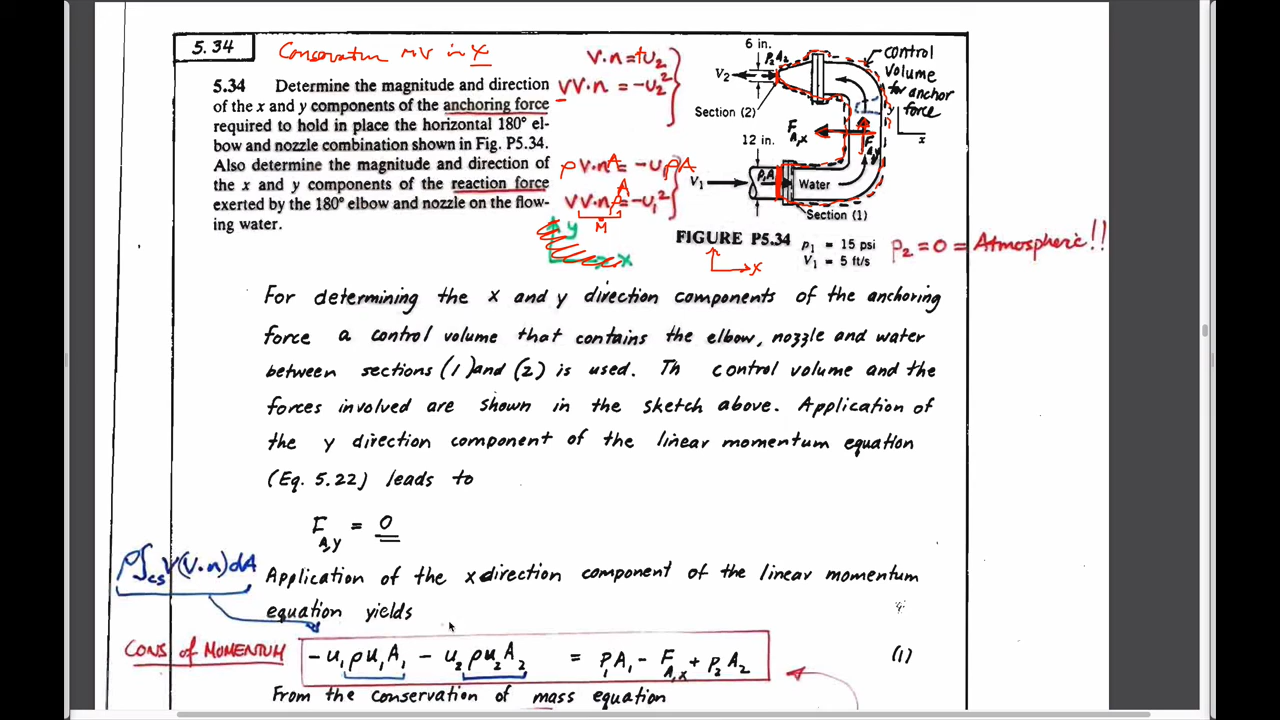 5.34
Conservation MV in X
5.34 Determine the magnitude and direction
of the x and y components of the anchoring force
required to hold in place the horizontal 180° el-
bow and nozzle combination shown in Fig. P5.34.
Also determine the magnitude and direction of
the x and y components of the reaction force
exerted by the 180° elbow and nozzle on the flow-
ing water.
V·n = +u₂
VV·n = -u₂²
ρV·nA = -u₁ρA
VV·nρA = -u₁²
ṁ
y
x
6 in.
P₂A₂
V₂
Section (2)
control
volume
for anchor
force
y
x
F A,x
F A,y
12 in.
V₁
P₁A₁
Water
Section (1)
FIGURE P5.34
x
p₁ = 15 psi
V₁ = 5 ft/s
p₂ = 0 = Atmospheric!!
For determining the x and y direction components of the anchoring
force a control volume that contains the elbow, nozzle and water
between sections (1) and (2) is used. Th control volume and the
forces involved are shown in the sketch above. Application of
the y direction component of the linear momentum equation
(Eq. 5.22) leads to
F A,y = 0
ρ∫cs V(V·n)dA
Application of the x direction component of the linear momentum
equation yields
CONS of MOMENTUM
-u₁ρu₁A₁ - u₂ρu₂A₂ = p₁A₁ - F A,x + p₂A₂ (1)
From the conservation of mass equation